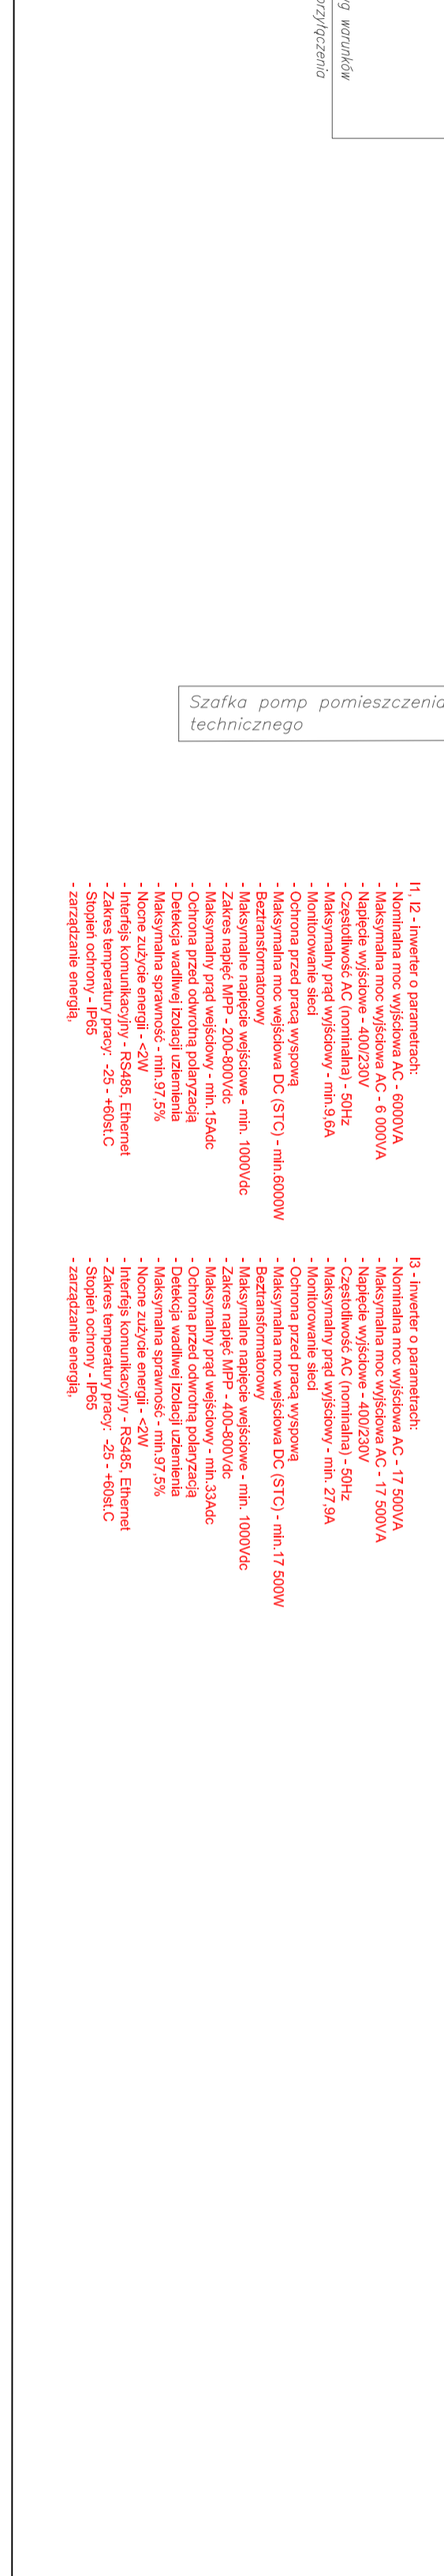 wg warunków
przyłączenia
Szafka pomp pomieszczenia
technicznego
I1, I2 - inwerter o parametrach:
- Nominalna moc wyjściowa AC - 6000VA
- Maksymalna moc wyjściowa AC - 6 000VA
- Napięcie wyjściowe - 400/230V
- Częstotliwość AC (nominalna) - 50Hz
- Maksymalny prąd wyjściowy - min.9,6A
- Monitorowanie sieci
- Ochrona przed pracą wyspową
- Maksymalna moc wejściowa DC (STC) - min.6000W
- Beztransformatorowy
- Maksymalne napięcie wejściowe - min. 1000Vdc
- Zakres napięć MPP - 200-800Vdc
- Maksymalny prąd wejściowy - min.15Adc
- Ochrona przed odwrotną polaryzacją
- Detekcja wadliwej izolacji uziemienia
- Maksymalna sprawność - min.97,5%
- Nocne zużycie energii - <2W
- Interfejs komunikacyjny - RS485, Ethernet
- Zakres temperatury pracy: -25 - +60st.C
- Stopień ochrony - IP65
- zarządzanie energią,
I3 - inwerter o parametrach:
- Nominalna moc wyjściowa AC - 17 500VA
- Maksymalna moc wyjściowa AC - 17 500VA
- Napięcie wyjściowe - 400/230V
- Częstotliwość AC (nominalna) - 50Hz
- Maksymalny prąd wyjściowy - min. 27,9A
- Monitorowanie sieci
- Ochrona przed pracą wyspową
- Maksymalna moc wejściowa DC (STC) - min.17 500W
- Beztransformatorowy
- Maksymalne napięcie wejściowe - min. 1000Vdc
- Zakres napięć MPP - 400-800Vdc
- Maksymalny prąd wejściowy - min.33Adc
- Ochrona przed odwrotną polaryzacją
- Detekcja wadliwej izolacji uziemienia
- Maksymalna sprawność - min.97,5%
- Nocne zużycie energii - <2W
- Interfejs komunikacyjny - RS485, Ethernet
- Zakres temperatury pracy: -25 - +60st.C
- Stopień ochrony - IP65
- zarządzanie energią,